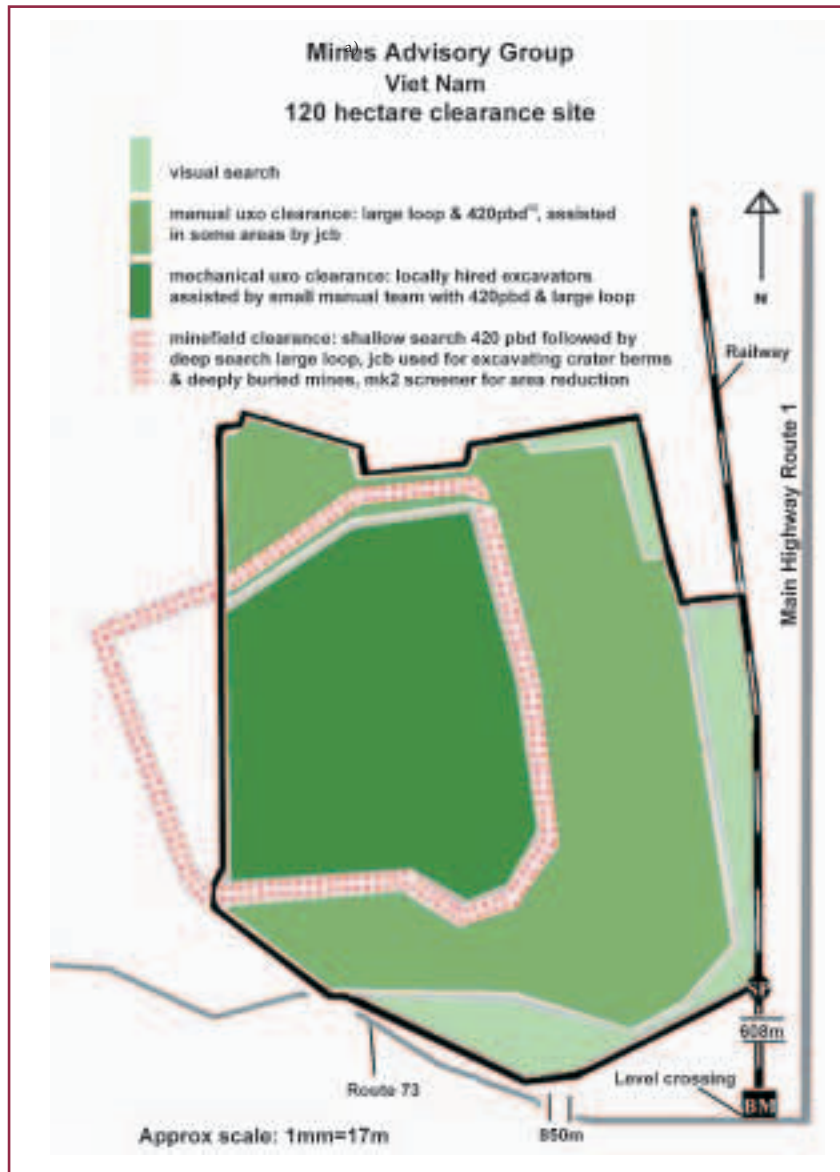 a)
Mines Advisory Group
Viet Nam
120 hectare clearance site
visual search
manual uxo clearance: large loop & 420pbd, assisted
in some areas by jcb
mechanical uxo clearance: locally hired excavators
assisted by small manual team with 420pbd & large loop
minefield clearance: shallow search 420 pbd followed by
deep search large loop, jcb used for excavating crater berms
& deeply buried mines, mk2 screener for area reduction
N
Railway
Main Highway Route 1
SP
608m
Route 73
Level crossing
BM
850m
Approx scale: 1mm=17m